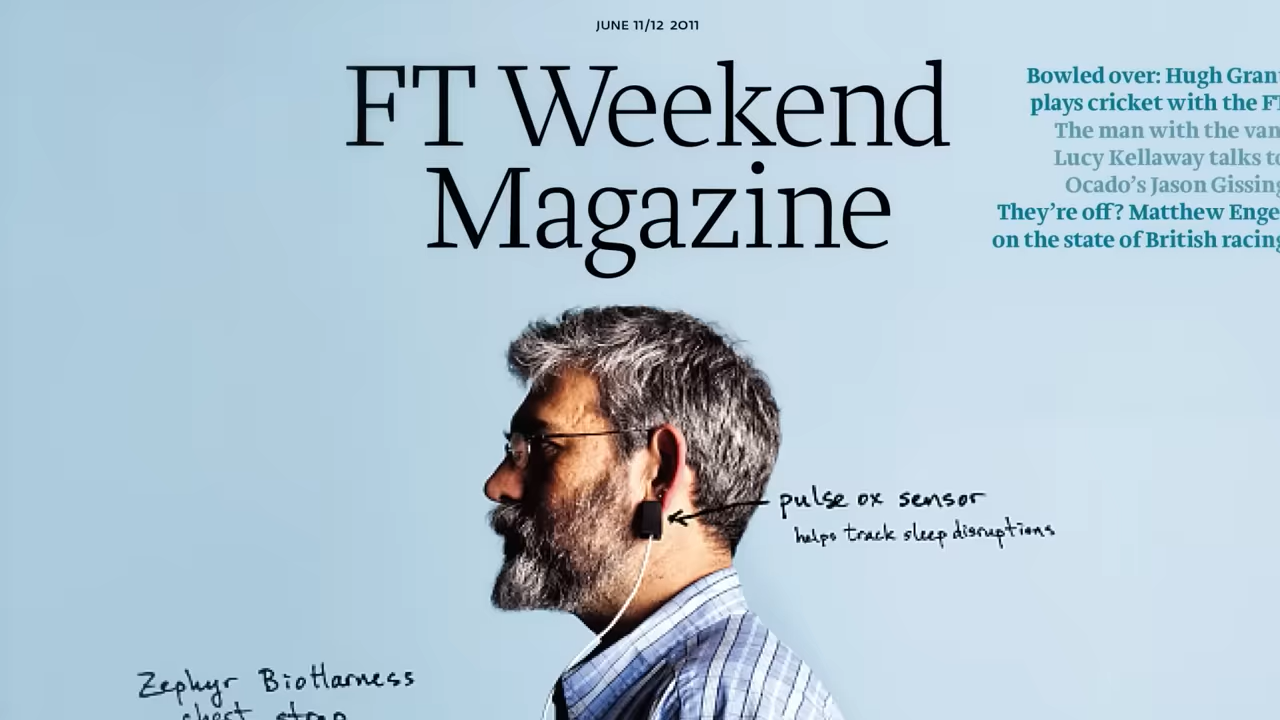 JUNE 11/12 2011
FT Weekend
Magazine
Bowled over: Hugh Grant
plays cricket with the FT
The man with the van
Lucy Kellaway talks to
Ocado’s Jason Gissing
They’re off? Matthew Engel
on the state of British racing
pulse ox sensor
helps track sleep disruptions
Zephyr BioHarness
chest strap